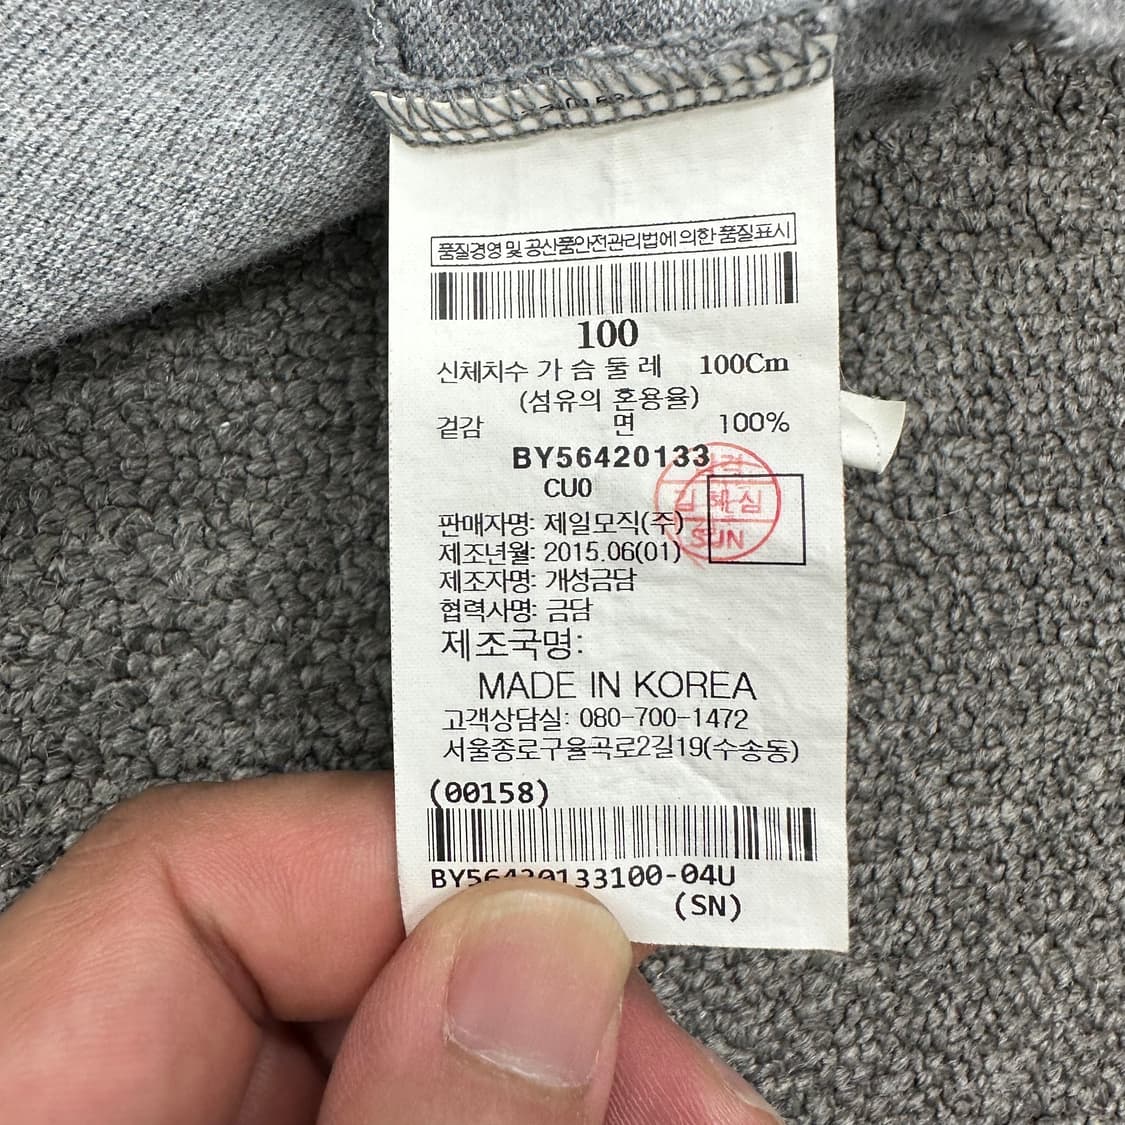 품질경영 및 공산품안전관리법에 의한 품질표시
100
신체치수 가 슴 둘 레 100Cm
(섬유의 혼용율)
겉감 면 100%
BY56420133
CU0
판매자명: 제일모직(주)
제조년월: 2015.06(01)
SUN
제조자명: 개성금담
협력사명: 금담
제조국명:
MADE IN KOREA
고객상담실: 080-700-1472
서울종로구율곡로2길19(수송동)
(00158)
BY56420133100-04U
(SN)